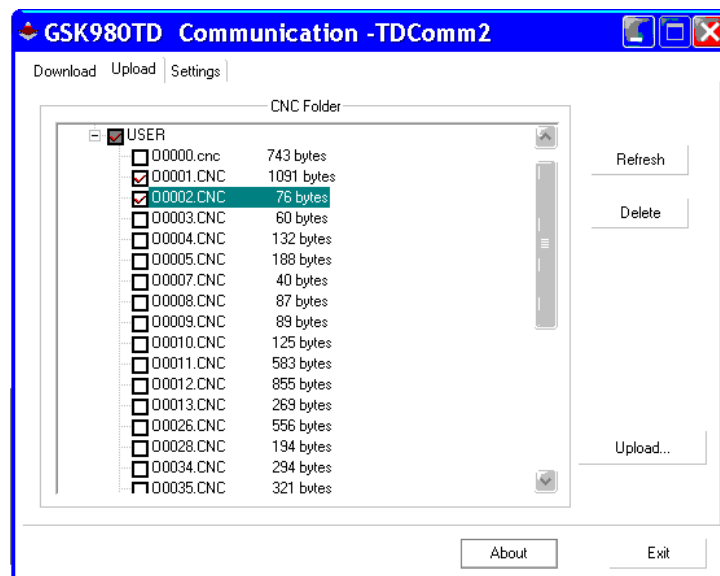 GSK980TD Communication -TDComm2
Download Upload Settings
CNC Folder
USER
O0000.cnc 743 bytes
O0001.CNC 1091 bytes
O0002.CNC 76 bytes
O0003.CNC 60 bytes
O0004.CNC 132 bytes
O0005.CNC 188 bytes
O0007.CNC 40 bytes
O0008.CNC 87 bytes
O0009.CNC 89 bytes
O0010.CNC 125 bytes
O0011.CNC 583 bytes
O0012.CNC 855 bytes
O0013.CNC 269 bytes
O0026.CNC 556 bytes
O0028.CNC 194 bytes
O0034.CNC 294 bytes
O0035.CNC 321 bytes
Refresh
Delete
Upload...
About Exit